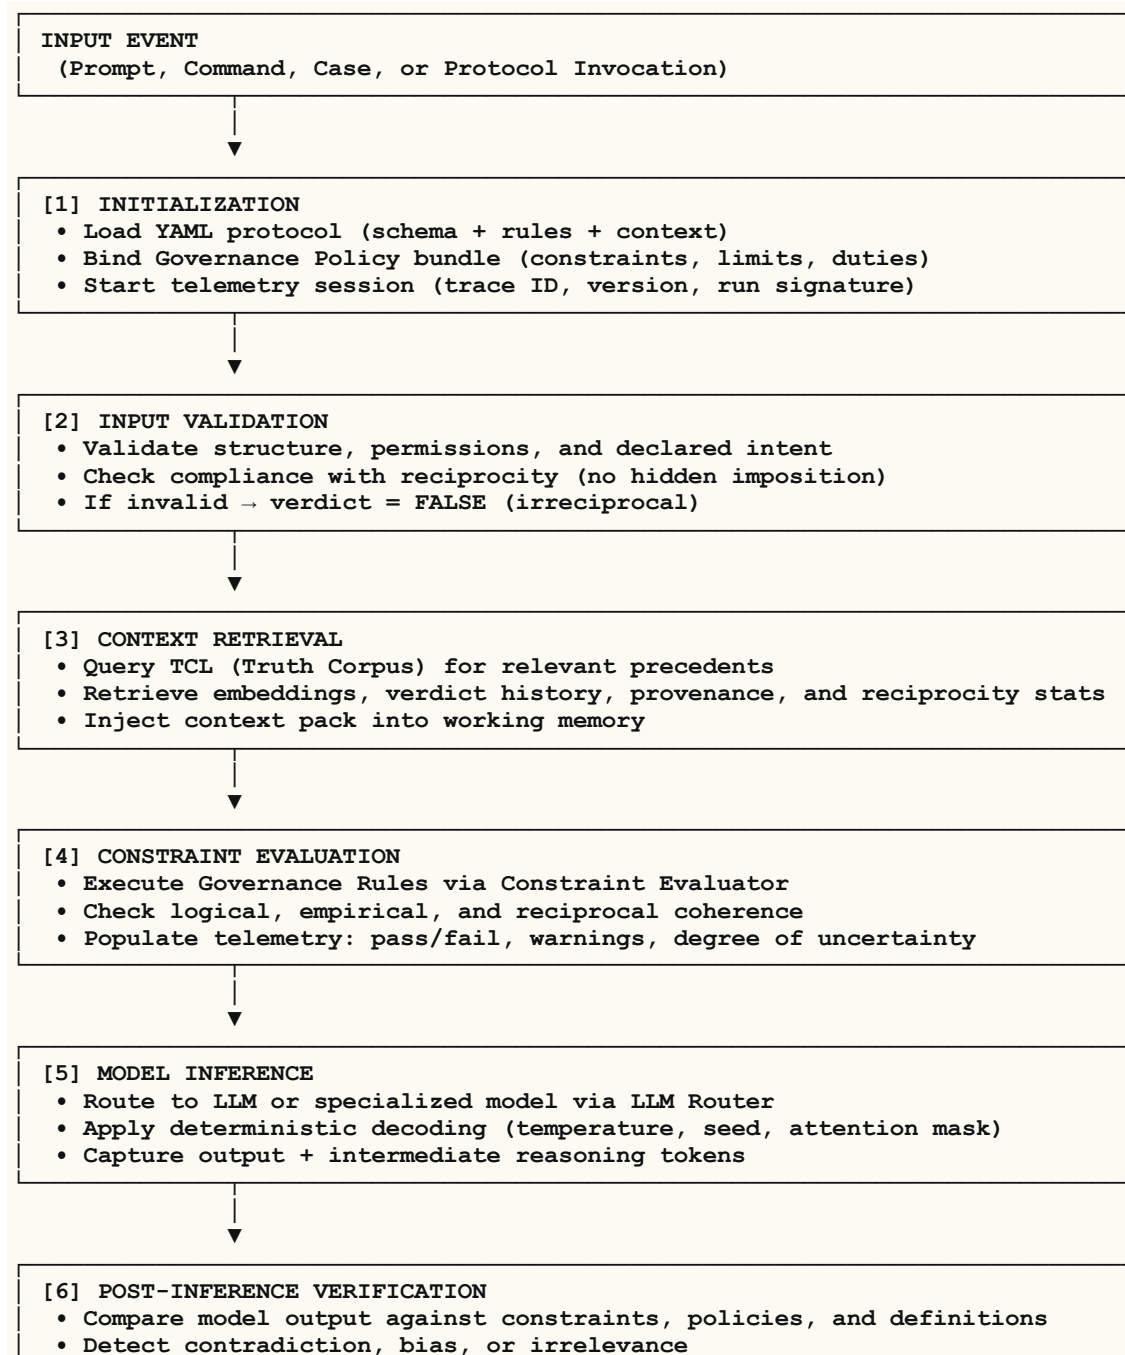 INPUT EVENT
(Prompt, Command, Case, or Protocol Invocation)
[1] INITIALIZATION
• Load YAML protocol (schema + rules + context)
• Bind Governance Policy bundle (constraints, limits, duties)
• Start telemetry session (trace ID, version, run signature)
[2] INPUT VALIDATION
• Validate structure, permissions, and declared intent
• Check compliance with reciprocity (no hidden imposition)
• If invalid → verdict = FALSE (irreciprocal)
[3] CONTEXT RETRIEVAL
• Query TCL (Truth Corpus) for relevant precedents
• Retrieve embeddings, verdict history, provenance, and reciprocity stats
• Inject context pack into working memory
[4] CONSTRAINT EVALUATION
• Execute Governance Rules via Constraint Evaluator
• Check logical, empirical, and reciprocal coherence
• Populate telemetry: pass/fail, warnings, degree of uncertainty
[5] MODEL INFERENCE
• Route to LLM or specialized model via LLM Router
• Apply deterministic decoding (temperature, seed, attention mask)
• Capture output + intermediate reasoning tokens
[6] POST-INFERENCE VERIFICATION
• Compare model output against constraints, policies, and definitions
• Detect contradiction, bias, or irrelevance